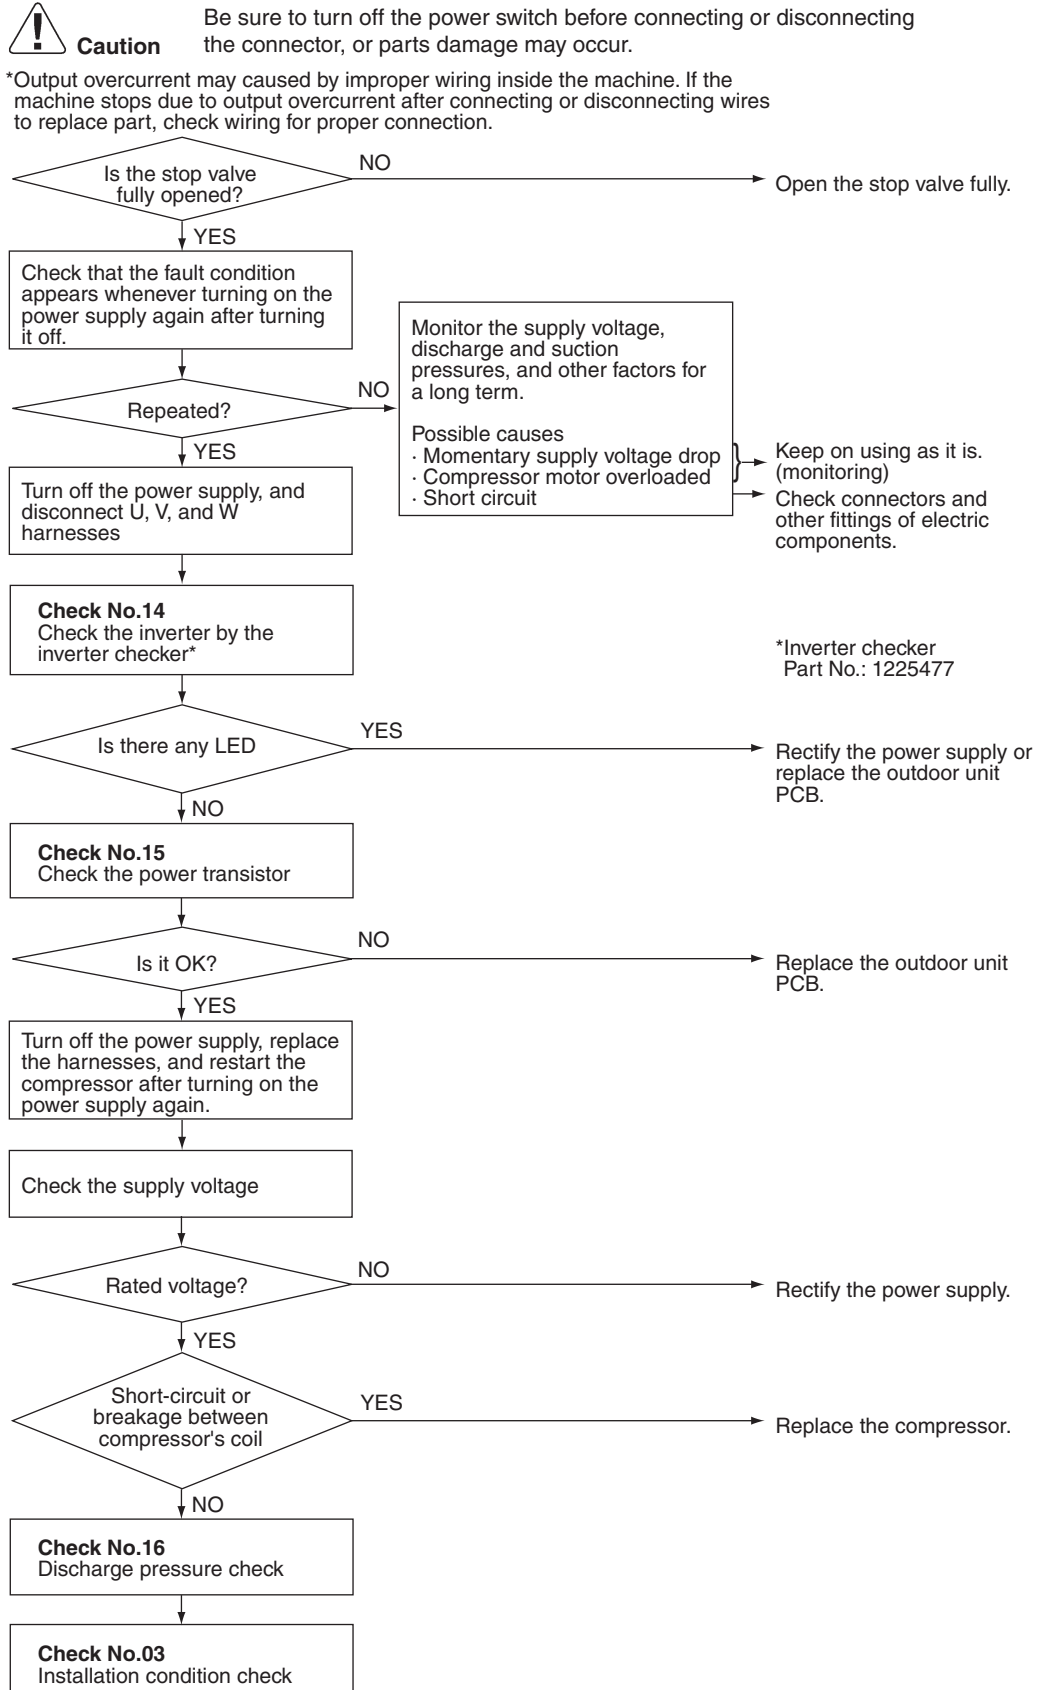 Caution
Be sure to turn off the power switch before connecting or disconnecting
the connector, or parts damage may occur.
*Output overcurrent may caused by improper wiring inside the machine. If the
machine stops due to output overcurrent after connecting or disconnecting wires
to replace part, check wiring for proper connection.
Is the stop valve
fully opened?
NO
Open the stop valve fully.
YES
Check that the fault condition
appears whenever turning on the
power supply again after turning
it off.
Repeated?
NO
Monitor the supply voltage,
discharge and suction
pressures, and other factors for
a long term.
Possible causes
· Momentary supply voltage drop
· Compressor motor overloaded
· Short circuit
Keep on using as it is.
(monitoring)
Check connectors and
other fittings of electric
components.
YES
Turn off the power supply, and
disconnect U, V, and W
harnesses
Check No.14
Check the inverter by the
inverter checker*
*Inverter checker
Part No.: 1225477
Is there any LED
YES
Rectify the power supply or
replace the outdoor unit
PCB.
NO
Check No.15
Check the power transistor
Is it OK?
NO
Replace the outdoor unit
PCB.
YES
Turn off the power supply, replace
the harnesses, and restart the
compressor after turning on the
power supply again.
Check the supply voltage
Rated voltage?
NO
Rectify the power supply.
YES
Short-circuit or
breakage between
compressor's coil
YES
Replace the compressor.
NO
Check No.16
Discharge pressure check
Check No.03
Installation condition check